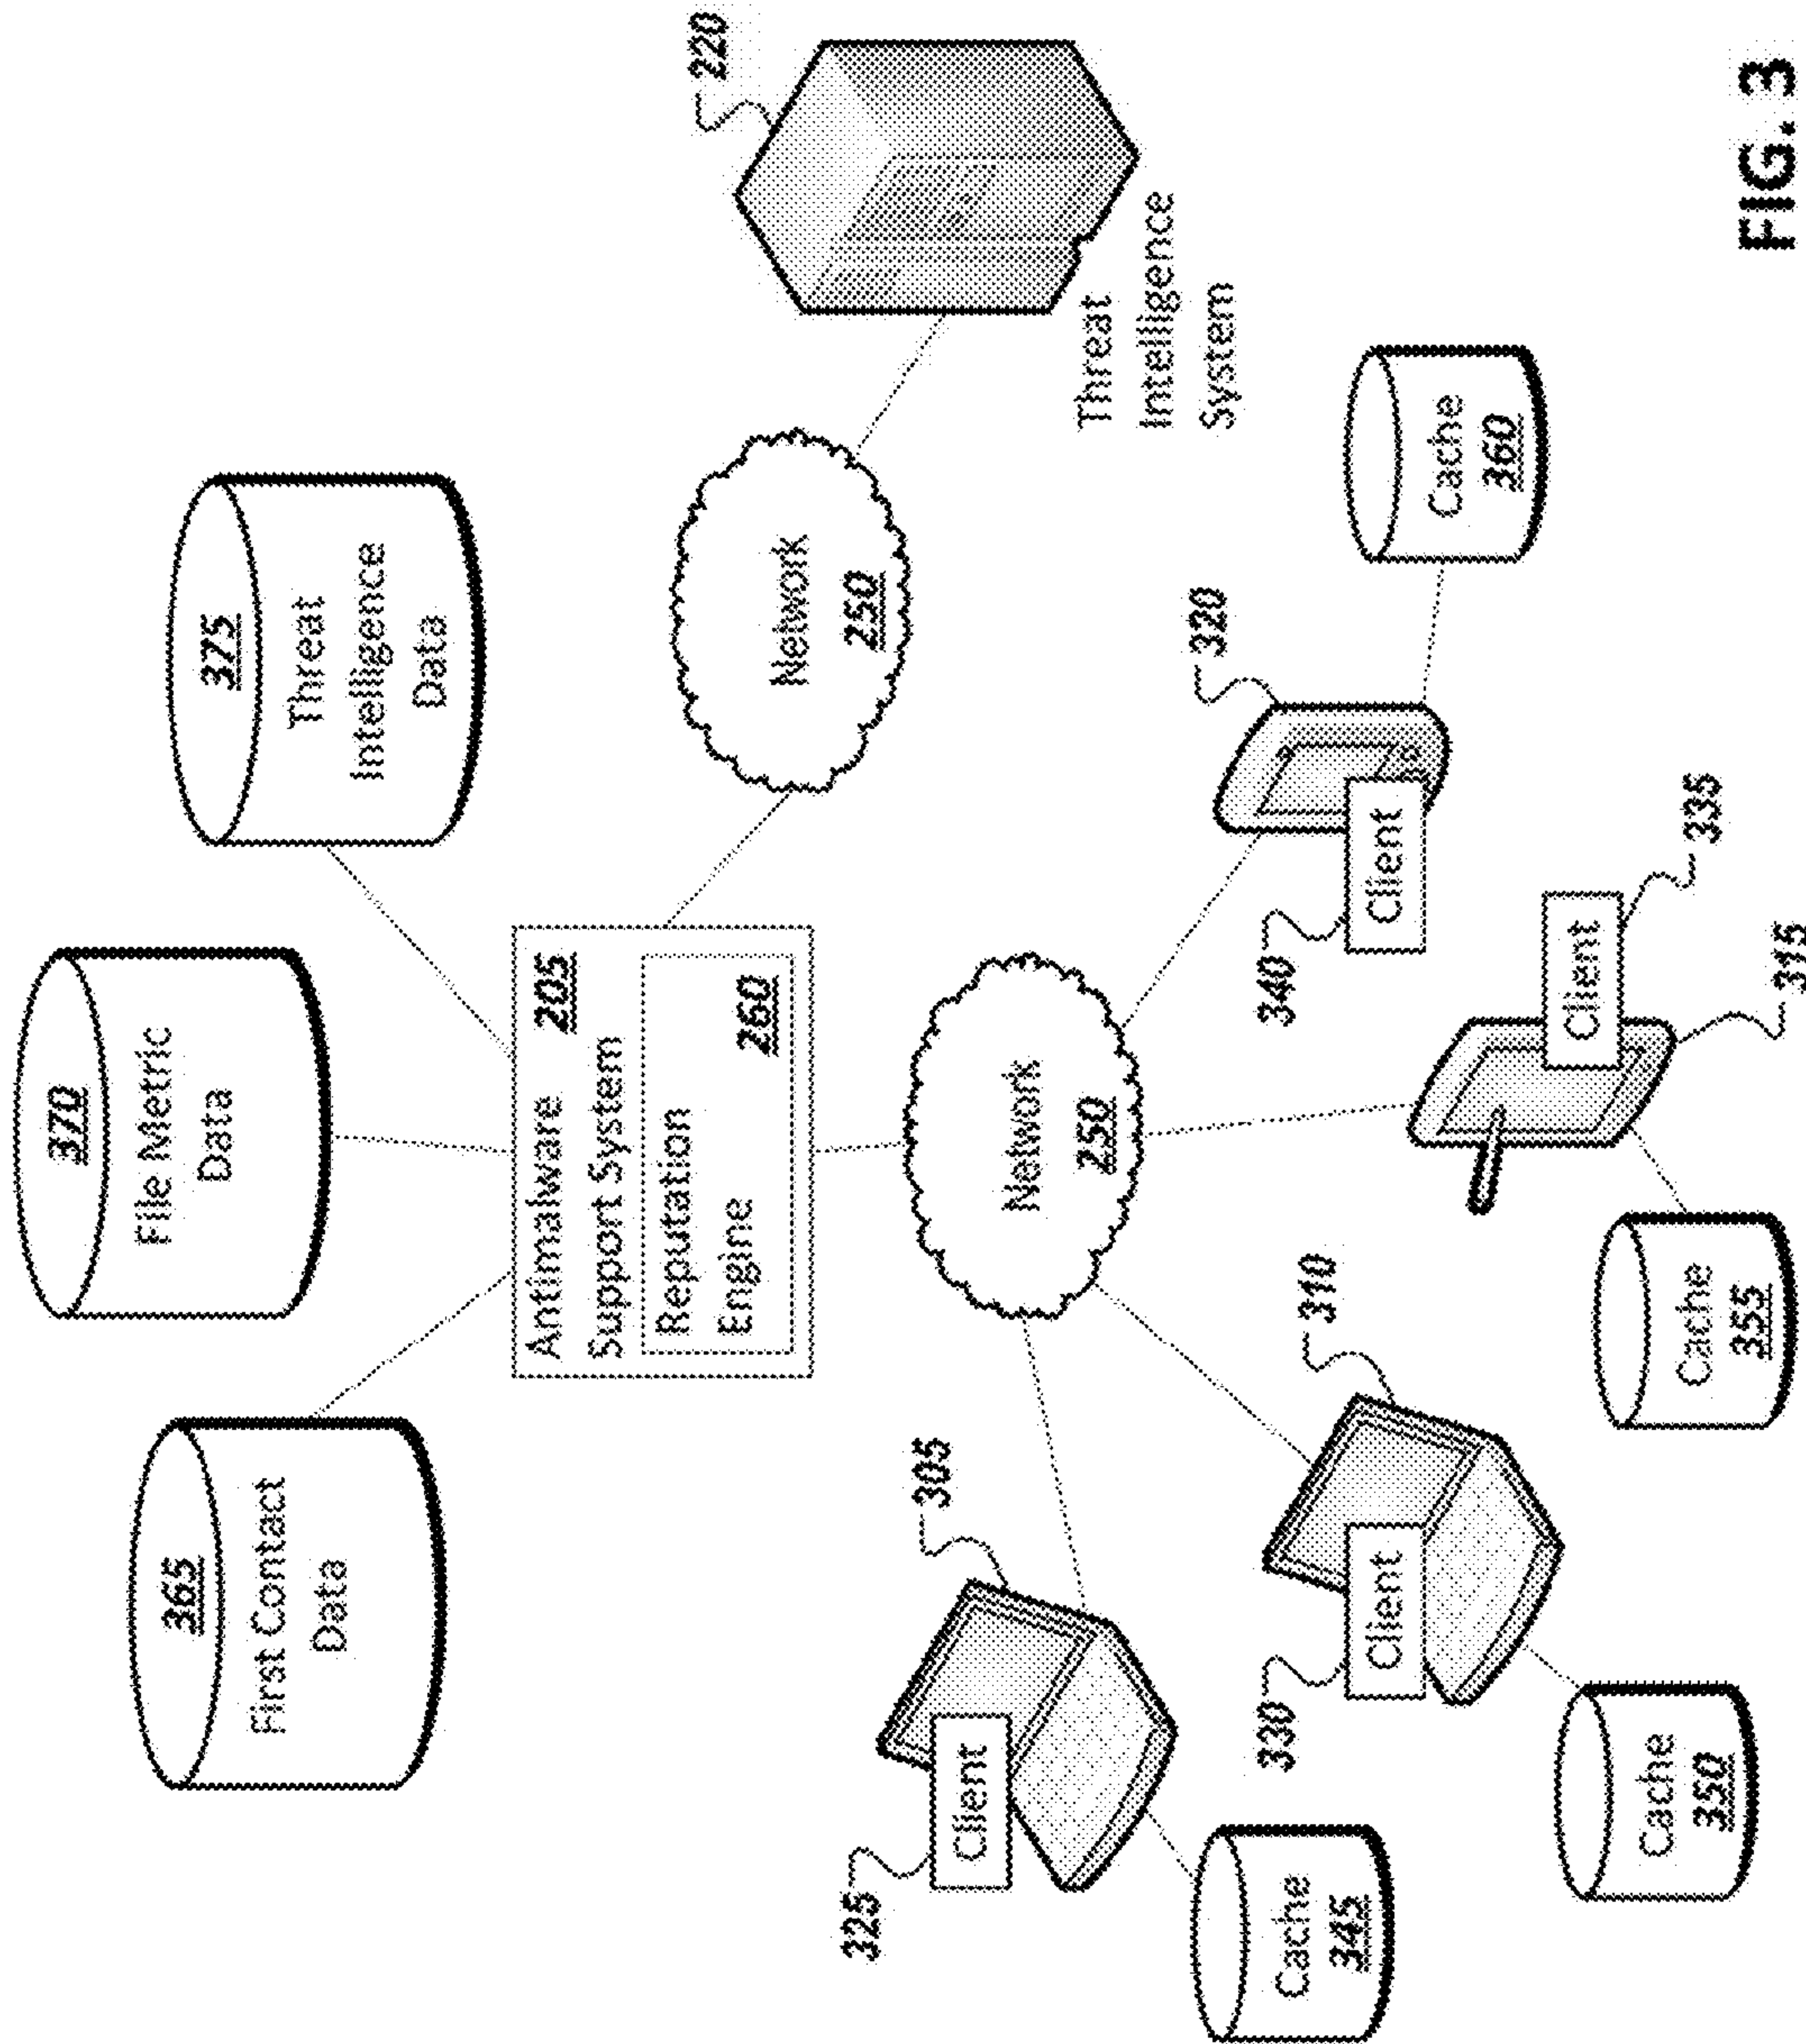 370
File Metric
Data
365
First Contact
Data
375
Threat
Intelligence
Data
Antimalware 205
Support System
Reputation
Engine 260
Network
250
220
Threat
Intelligence
System
Network
250
305
325
Client
Cache
345
310
330
Client
Cache
350
Client
335
315
Cache
355
320
340
Client
Cache
360
FIG. 3